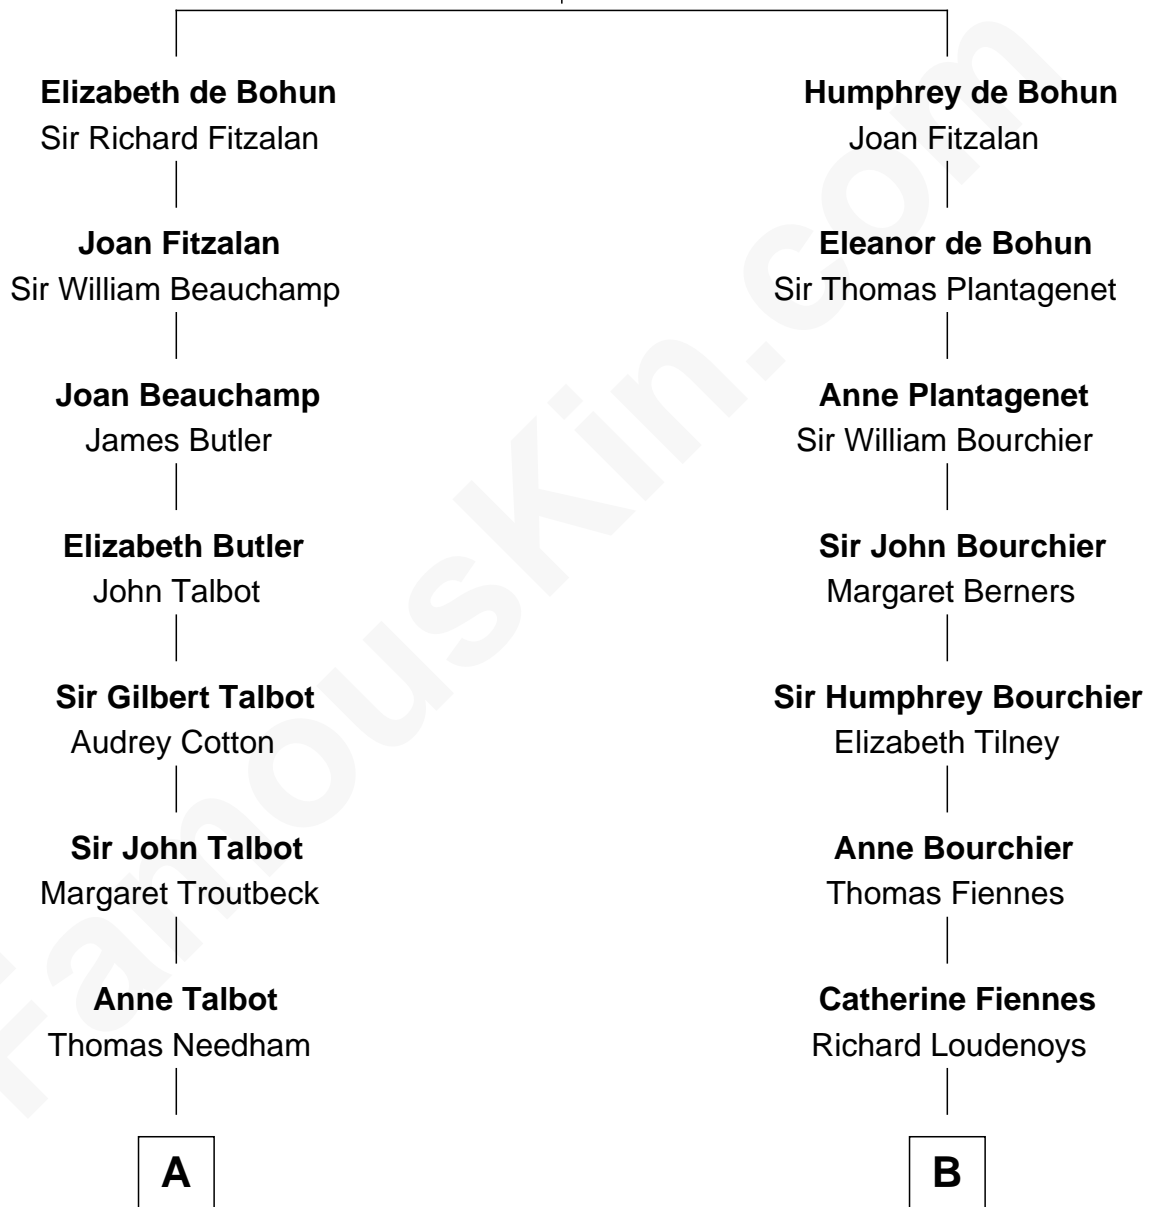 Elizabeth de Bohun
Sir Richard Fitzalan
Humphrey de Bohun
Joan Fitzalan
Joan Fitzalan
Sir William Beauchamp
Eleanor de Bohun
Sir Thomas Plantagenet
Joan Beauchamp
James Butler
Anne Plantagenet
Sir William Bourchier
Elizabeth Butler
John Talbot
Sir John Bourchier
Margaret Berners
Sir Gilbert Talbot
Audrey Cotton
Sir Humphrey Bourchier
Elizabeth Tilney
Sir John Talbot
Margaret Troutbeck
Anne Bourchier
Thomas Fiennes
Anne Talbot
Thomas Needham
Catherine Fiennes
Richard Loudenoys
A
B
FamousKin.com